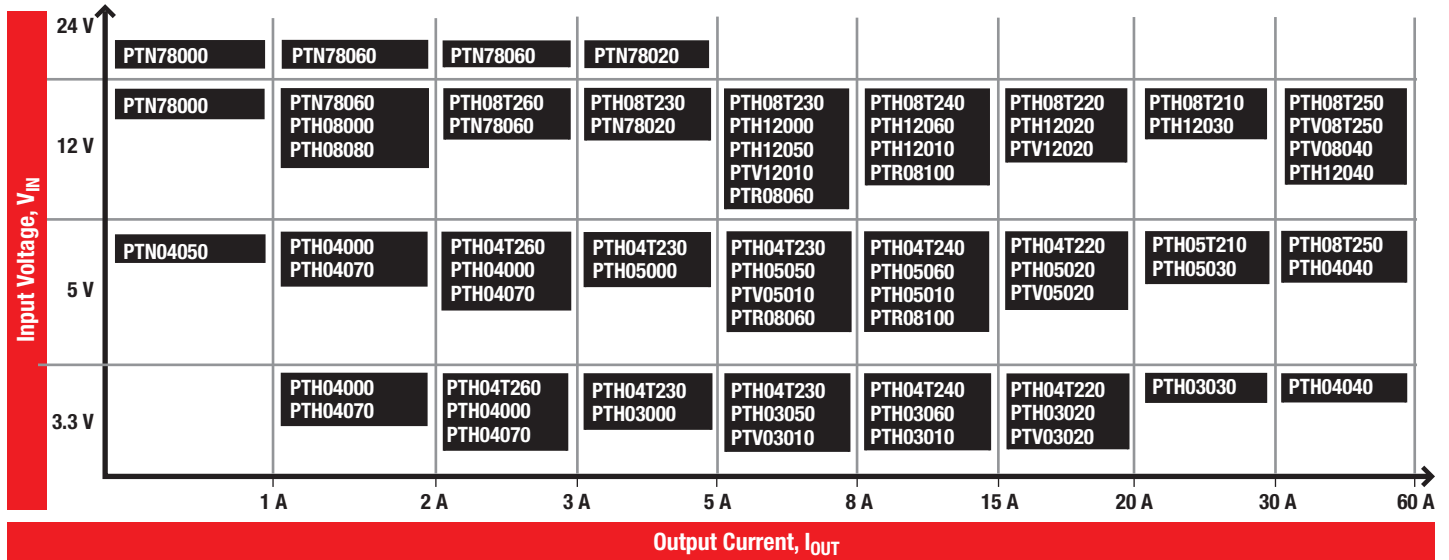 24 V
PTN78000
PTN78060
PTN78060
PTN78020
12 V
PTN78000
PTN78060
PTH08000
PTH08080
PTH08T260
PTN78060
PTH08T230
PTN78020
PTH08T230
PTH12000
PTH12050
PTV12010
PTR08060
PTH08T240
PTH12060
PTH12010
PTR08100
PTH08T220
PTH12020
PTV12020
PTH08T210
PTH12030
PTH08T250
PTV08T250
PTV08040
PTH12040
5 V
PTN04050
PTH04000
PTH04070
PTH04T260
PTH04000
PTH04070
PTH04T230
PTH05000
PTH04T230
PTH05050
PTV05010
PTR08060
PTH04T240
PTH05060
PTH05010
PTR08100
PTH04T220
PTH05020
PTV05020
PTH05T210
PTH05030
PTH08T250
PTH04040
3.3 V
PTH04000
PTH04070
PTH04T260
PTH04000
PTH04070
PTH04T230
PTH03000
PTH04T230
PTH03050
PTV03010
PTH04T240
PTH03060
PTH03010
PTH04T220
PTH03020
PTV03020
PTH03030
PTH04040
Input Voltage, VIN
1 A 2 A 3 A 5 A 8 A 15 A 20 A 30 A 60 A
Output Current, IOUT